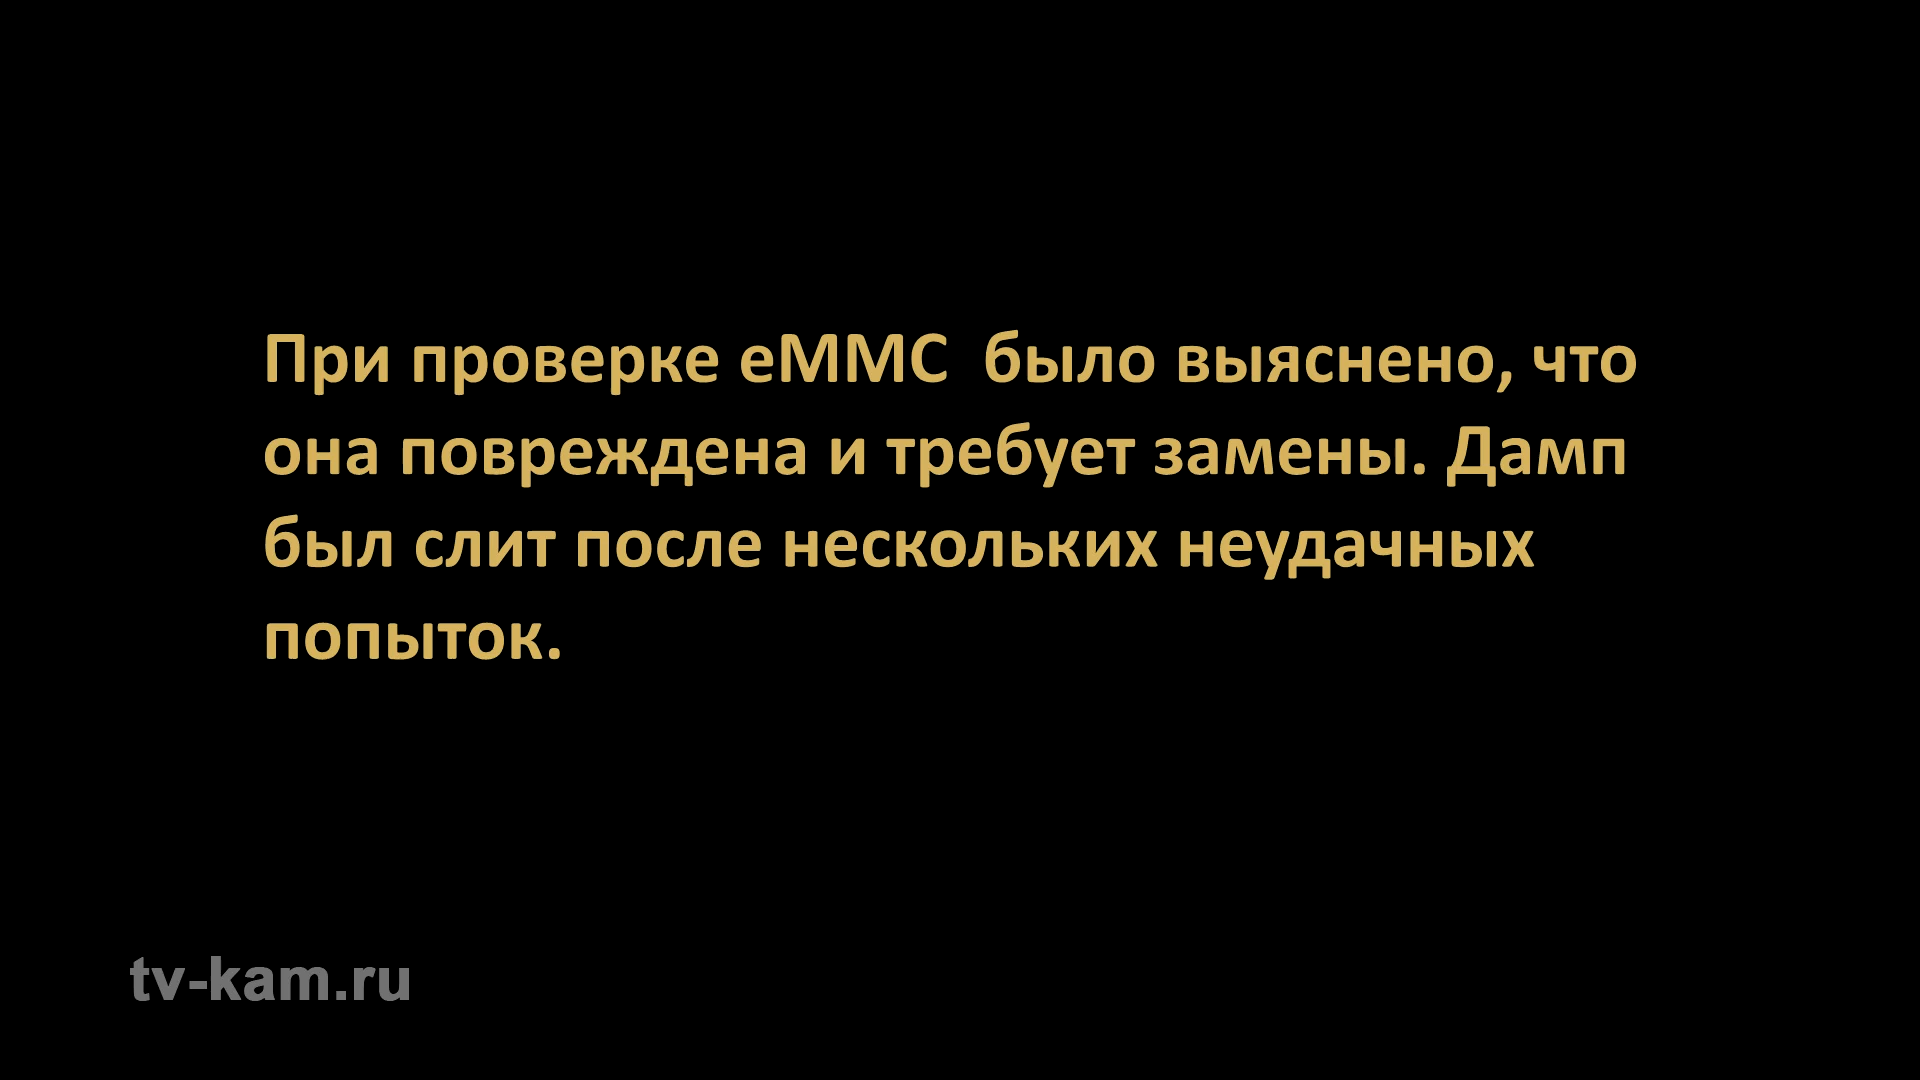 При проверке eMMC было выяснено, что
она повреждена и требует замены. Дамп
был слит после нескольких неудачных
попыток.
tv-kam.ru